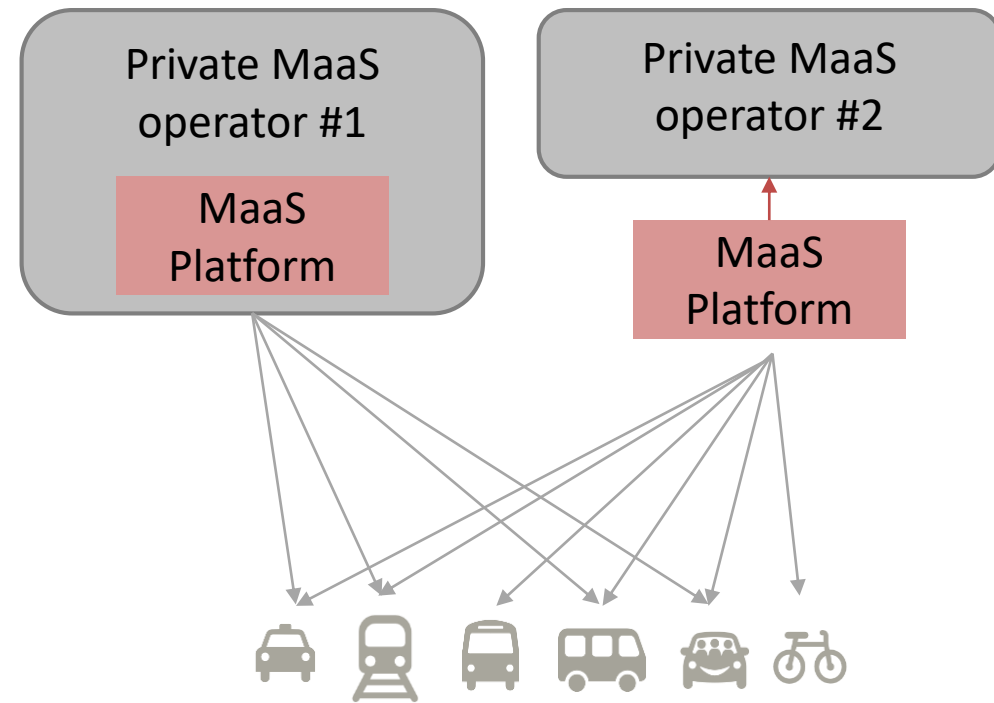 Private MaaS
operator #1
MaaS
Platform
Private MaaS
operator #2
MaaS
Platform